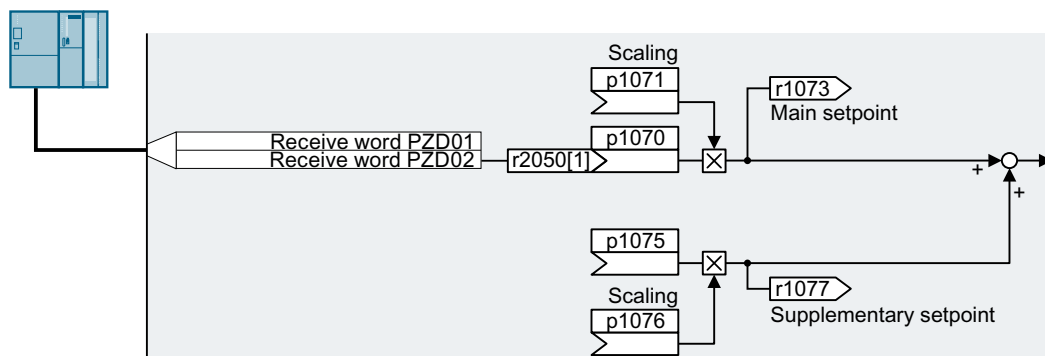 Scaling
p1071
r1073
Main setpoint
Receive word PZD01
Receive word PZD02
r2050[1]
p1070
+
+
p1075
r1077
Supplementary setpoint
Scaling
p1076